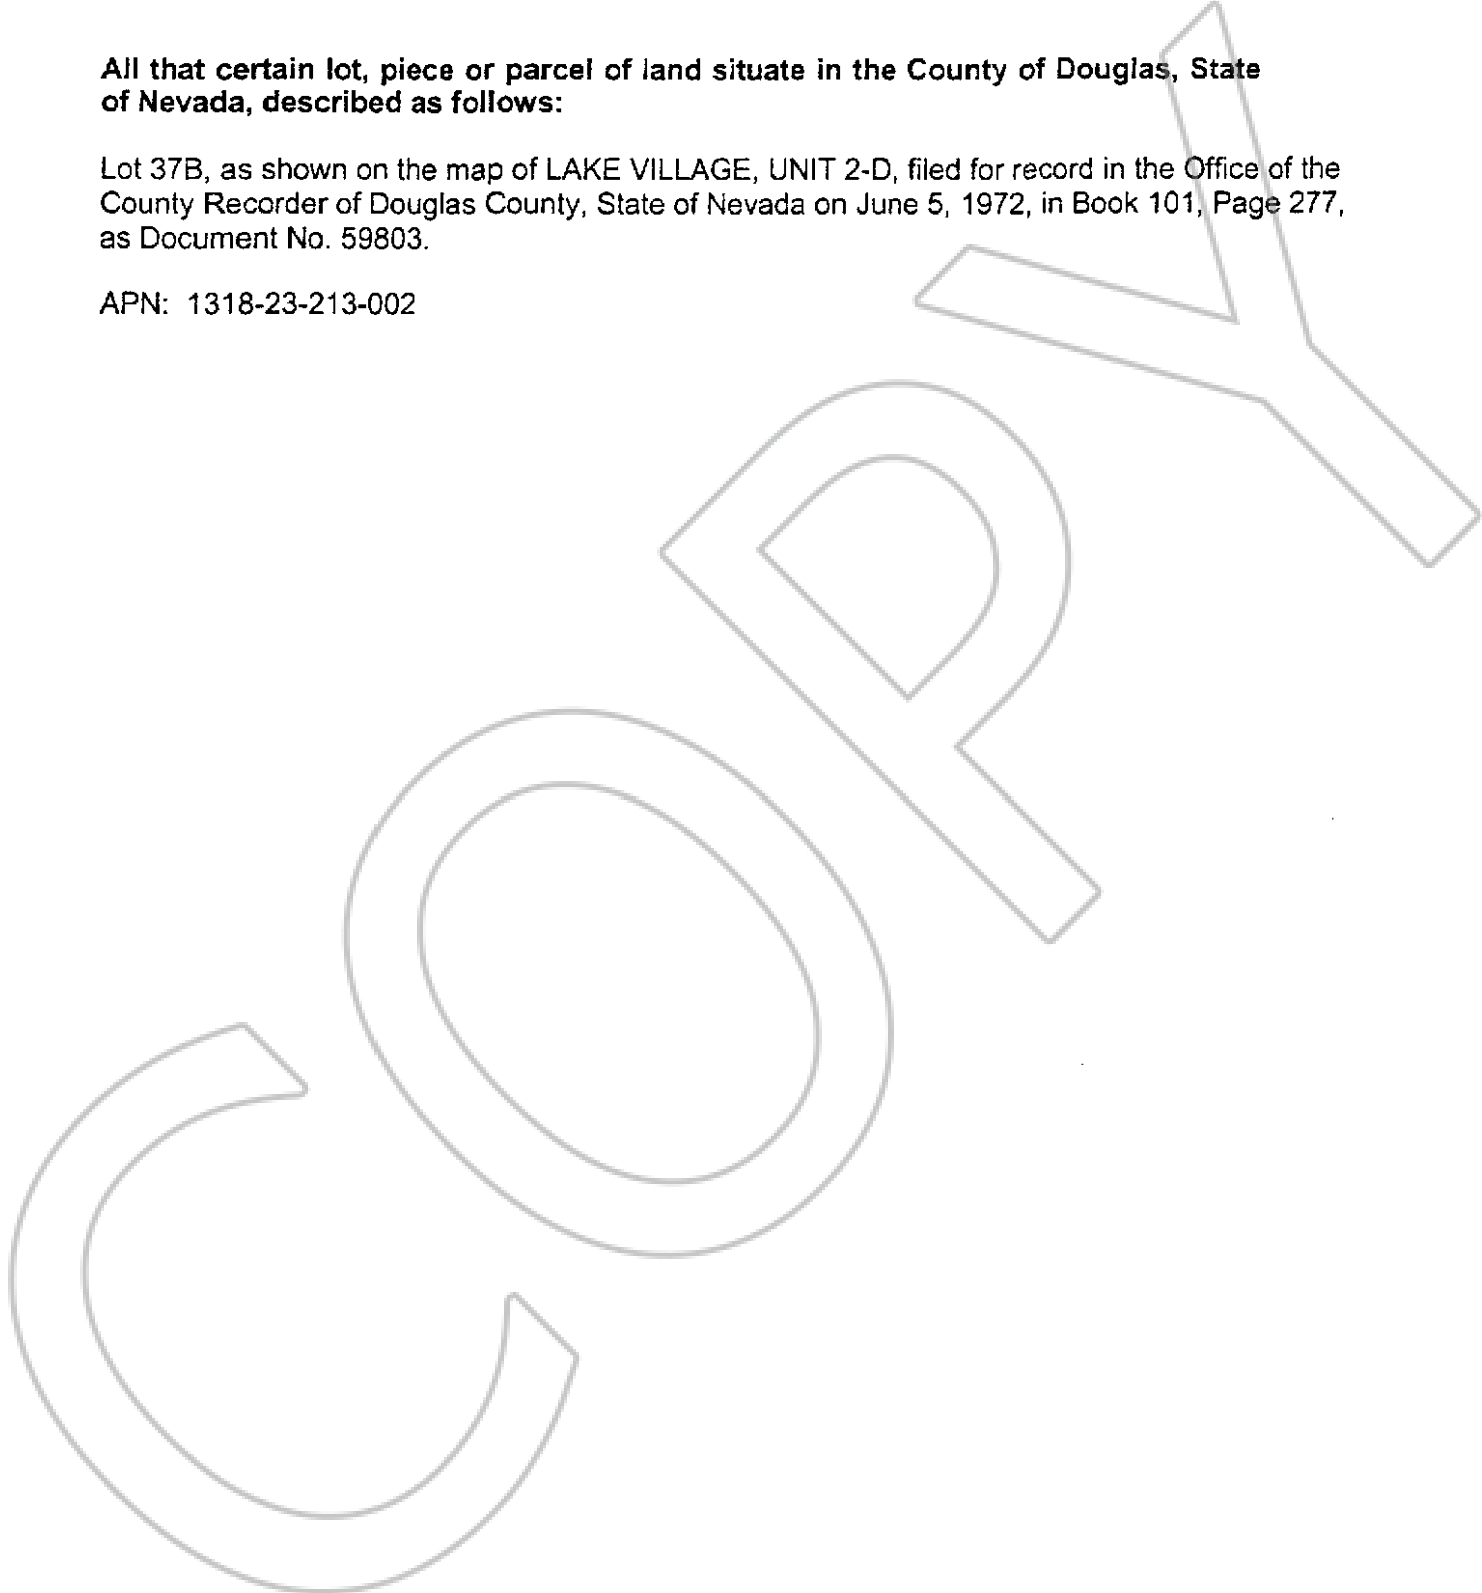 All that certain lot, piece or parcel of land situate in the County of Douglas, State
of Nevada, described as follows:
Lot 37B, as shown on the map of LAKE VILLAGE, UNIT 2-D, filed for record in the Office of the
County Recorder of Douglas County, State of Nevada on June 5, 1972, in Book 101, Page 277,
as Document No. 59803.
APN: 1318-23-213-002
COPY